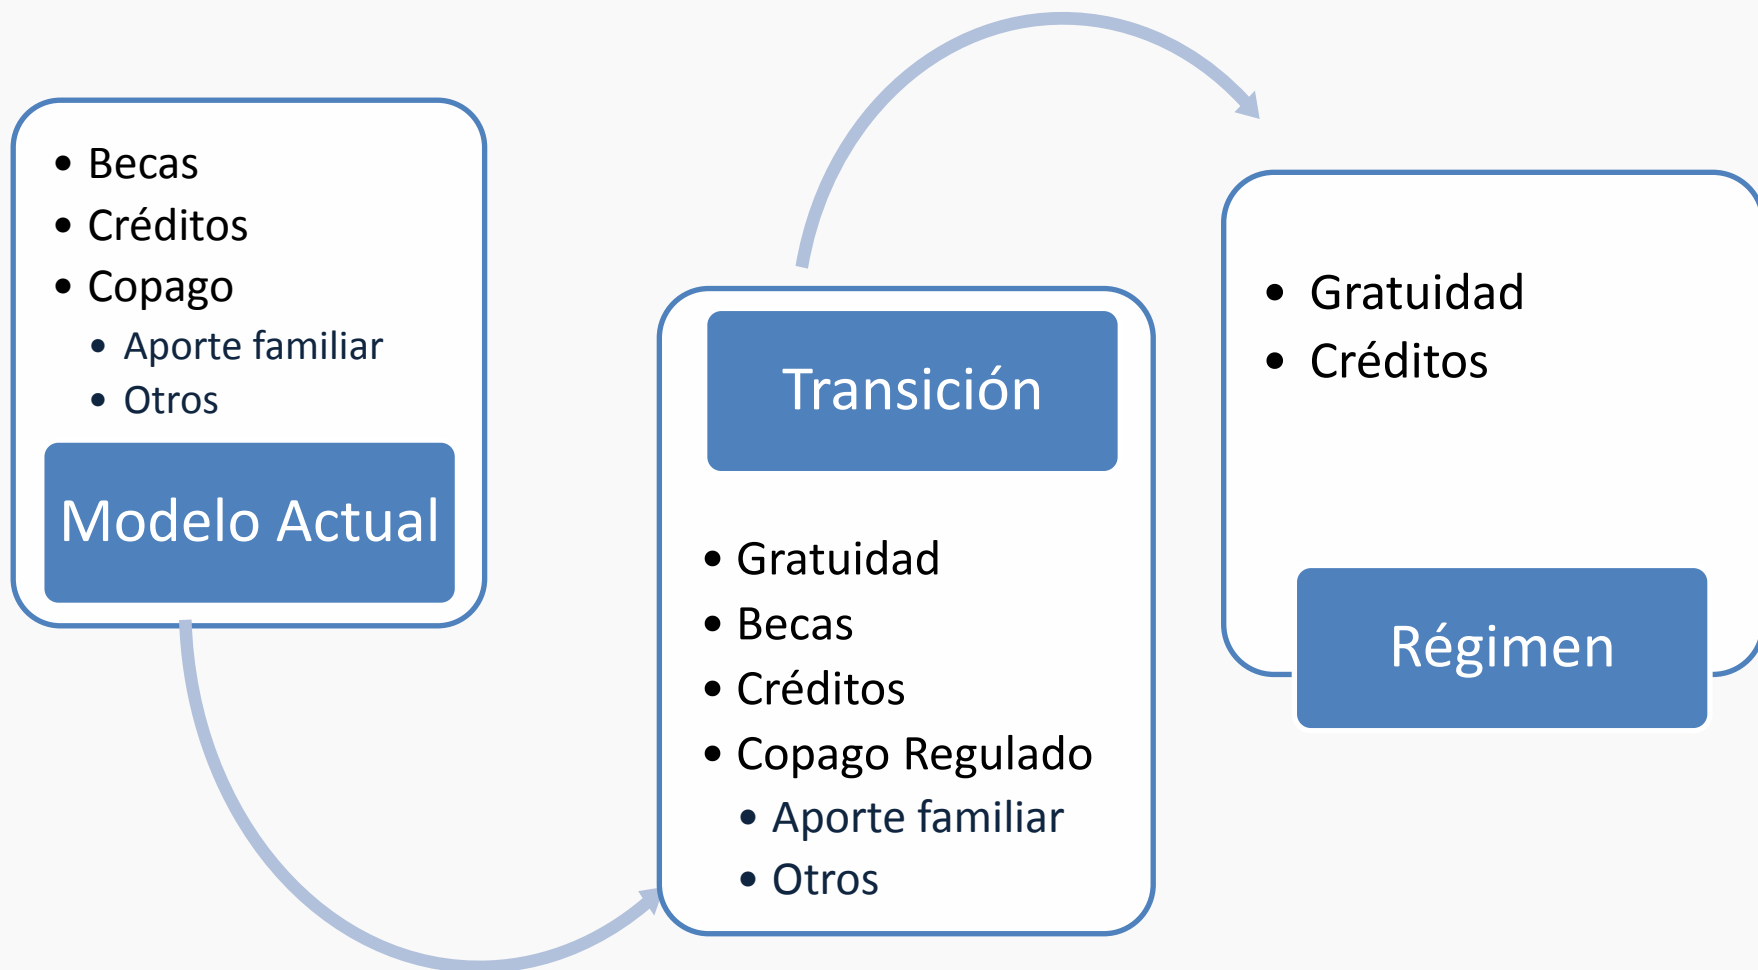 • Becas
• Créditos
• Copago
• Aporte familiar
• Otros
Modelo Actual
Transición
• Gratuidad
• Becas
• Créditos
• Copago Regulado
• Aporte familiar
• Otros
• Gratuidad
• Créditos
Régimen